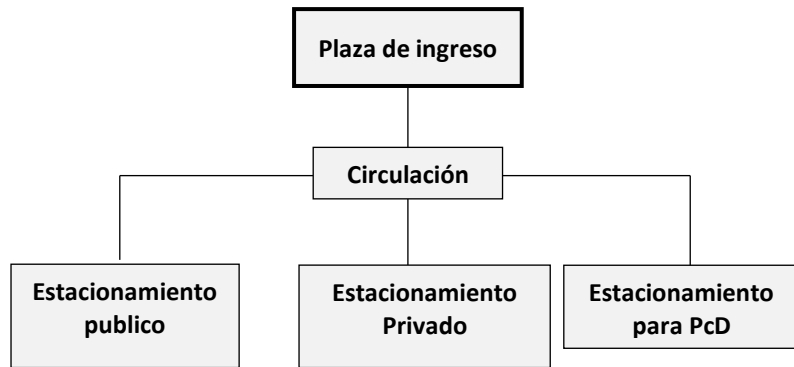 Plaza de ingreso
Circulación
Estacionamiento
publico
Estacionamiento
Privado
Estacionamiento
para PcD